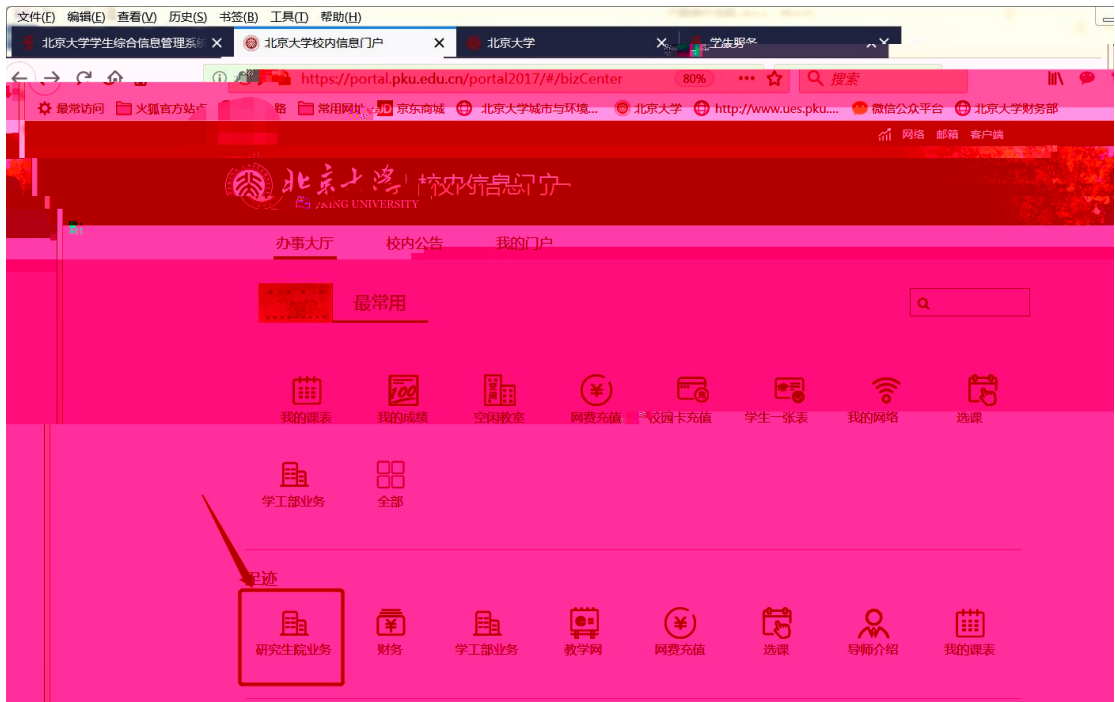 文件(F) 编辑(E) 查看(V) 历史(S) 书签(B) 工具(T) 帮助(H)
北京大学学生综合信息管理系统 × 北京大学校内信息门户 × 北京大学 ×
https://portal.pku.edu.cn/portal2017/#/bizCenter 80% 搜索
最常访问 火狐官方站点 常用网址 JD 京东商城 北京大学城市与环境... 北京大学 http://www.ues.pku.... 微信公众平台 北京大学财务部
网络 邮箱 客户端
北京大学 校内信息门户
UNIVERSITY
办事大厅 校内公告 我的门户
最常用
100
我的课表 我的成绩 空闲教室 网费充值 校园卡充值 学生一张表 我的网络 选课
学工部业务 全部
足迹
研究生院业务 财务 学工部业务 教学网 网费充值 选课 导师介绍 我的课表